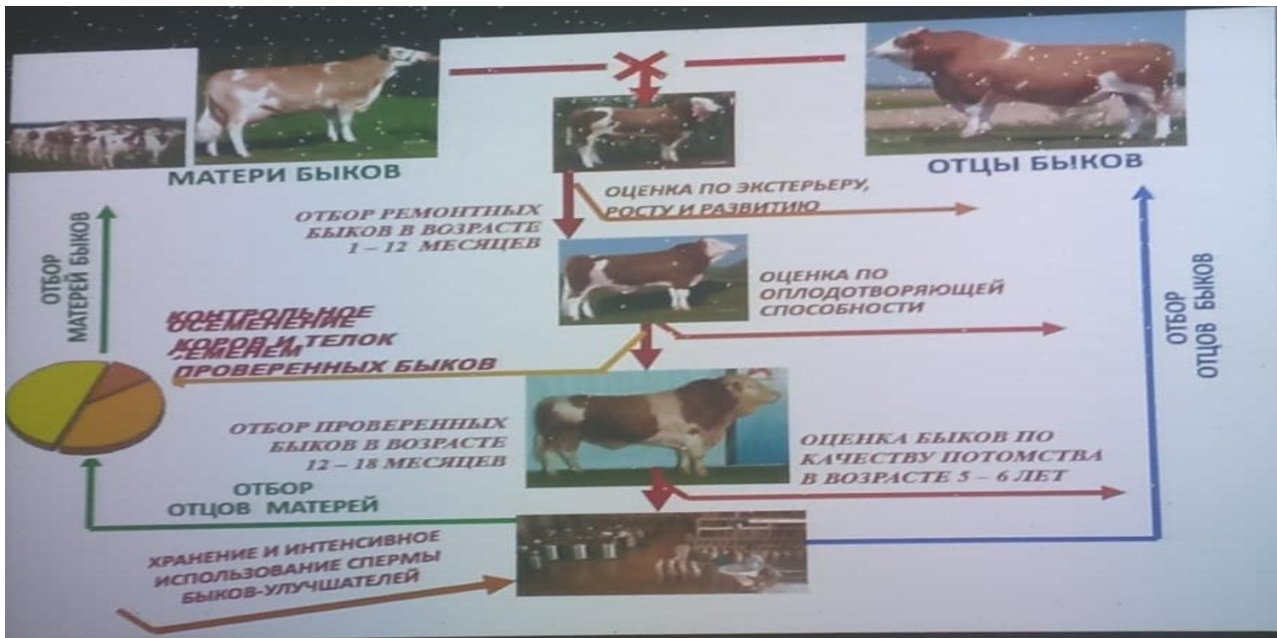 МАТЕРИ БЫКОВ
ОТЦЫ БЫКОВ
ОЦЕНКА ПО ЭКСТЕРЬЕРУ,
РОСТУ И РАЗВИТИЮ
ОТБОР РЕМОНТНЫХ
БЫКОВ В ВОЗРАСТЕ
1 – 12 МЕСЯЦЕВ
ОТБОР
МАТЕРЕЙ БЫКОВ
ОЦЕНКА ПО
ОПЛОДОТВОРЯЮЩЕЙ
СПОСОБНОСТИ
ОТБОР
ОТЦОВ БЫКОВ
КОНТРОЛЬНОЕ
ОСЕМЕНЕНИЕ
КОРОВ И ТЕЛОК
СЕМЕНЕМ
ПРОВЕРЕННЫХ БЫКОВ
ОТБОР ПРОВЕРЕННЫХ
БЫКОВ В ВОЗРАСТЕ
12 – 18 МЕСЯЦЕВ
ОЦЕНКА БЫКОВ ПО
КАЧЕСТВУ ПОТОМСТВА
В ВОЗРАСТЕ 5 – 6 ЛЕТ
ОТБОР
ОТЦОВ МАТЕРЕЙ
ХРАНЕНИЕ И ИНТЕНСИВНОЕ
ИСПОЛЬЗОВАНИЕ СПЕРМЫ
БЫКОВ-УЛУЧШАТЕЛЕЙ